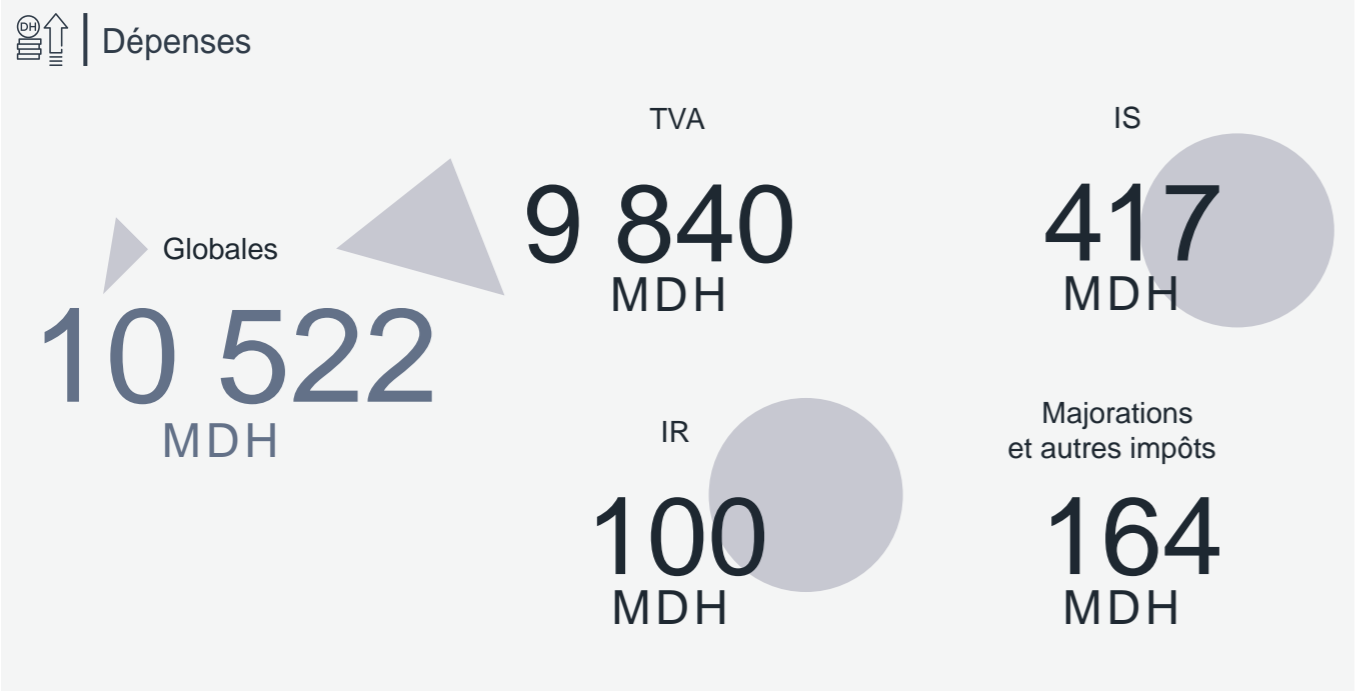 DH
Dépenses
Globales
10 522
MDH
TVA
9 840
MDH
IS
417
MDH
IR
100
MDH
Majorations
et autres impôts
164
MDH